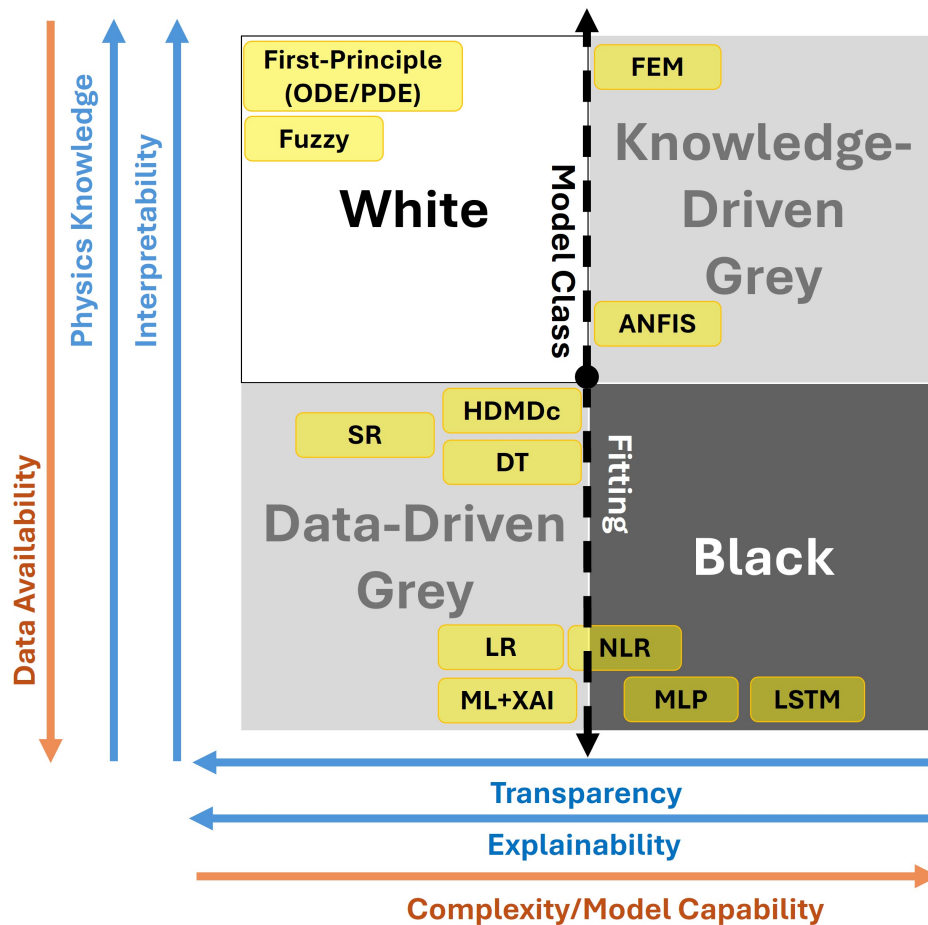 First-Principle
(ODE/PDE)
Fuzzy
White
FEM
Knowledge-
Driven
Grey
ANFIS
Model Class
Physics Knowledge
Interpretability
Data Availability
SR
HDMDc
DT
Data-Driven
Grey
LR
ML+XAI
Fitting
Black
NLR
MLP
LSTM
Transparency
Explainability
Complexity/Model Capability